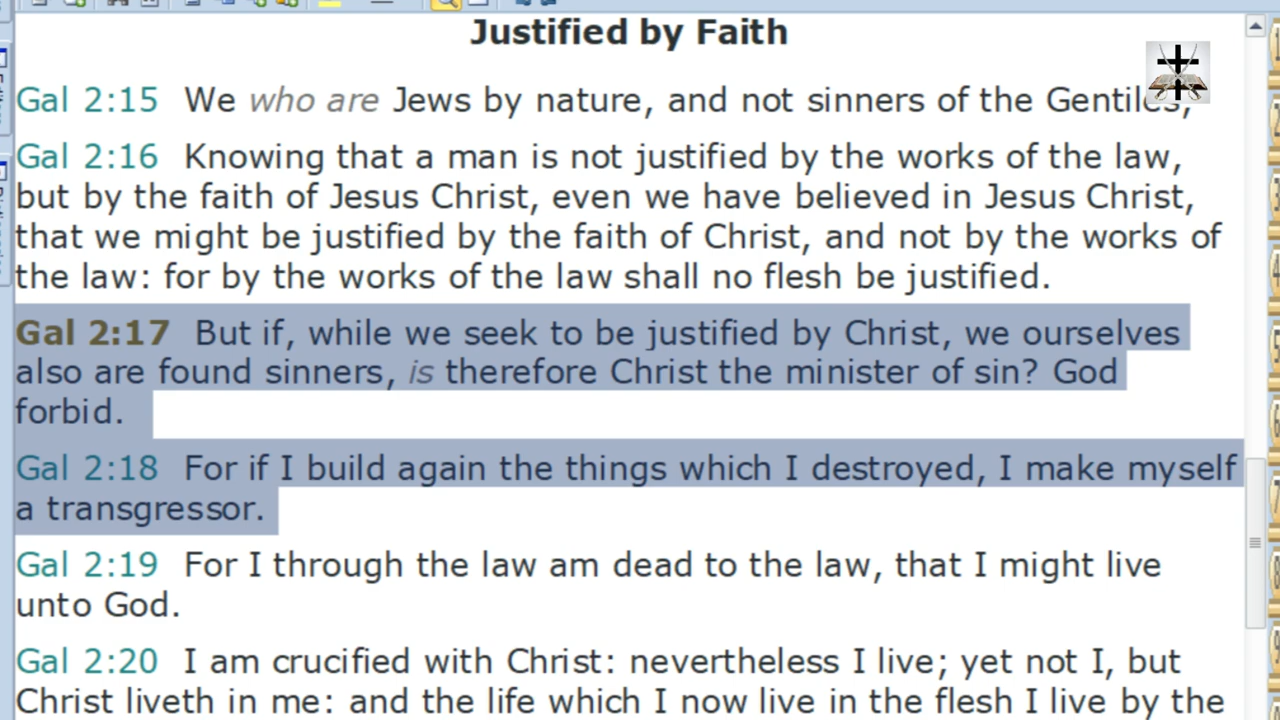 Justified by Faith
Gal 2:15 We who are Jews by nature, and not sinners of the Gentiles,
Gal 2:16 Knowing that a man is not justified by the works of the law,
but by the faith of Jesus Christ, even we have believed in Jesus Christ,
that we might be justified by the faith of Christ, and not by the works of
the law: for by the works of the law shall no flesh be justified.
Gal 2:17 But if, while we seek to be justified by Christ, we ourselves
also are found sinners, is therefore Christ the minister of sin? God
forbid.
Gal 2:18 For if I build again the things which I destroyed, I make myself
a transgressor.
Gal 2:19 For I through the law am dead to the law, that I might live
unto God.
Gal 2:20 I am crucified with Christ: nevertheless I live; yet not I, but
Christ liveth in me: and the life which I now live in the flesh I live by the